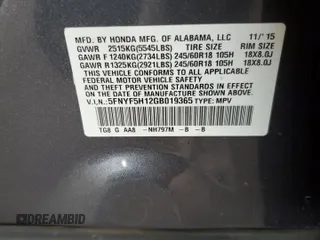 MFD. BY HONDA MFG. OF ALABAMA, LLC 11/'15
GVWR 2515KG(5545LBS) TIRE SIZE RIM SIZE
GAWR F 1240KG(2734LBS) 245/60R18 105H 18X8.0J
GAWR R1325KG(2921LBS) 245/60R18 105H 18X8.0J
THIS VEHICLE CONFORMS TO ALL APPLICABLE FEDERAL MOTOR VEHICLE
SAFETY AND THEFT PREVENTION STANDARDS IN EFFECT ON THE
DATE OF MANUFACTURE SHOWN ABOVE.
V.I.N.: 5FNYF5H12GB019365 TYPE: MPV
TG8 G AA8 -NH797M -B -B
DREAMBID